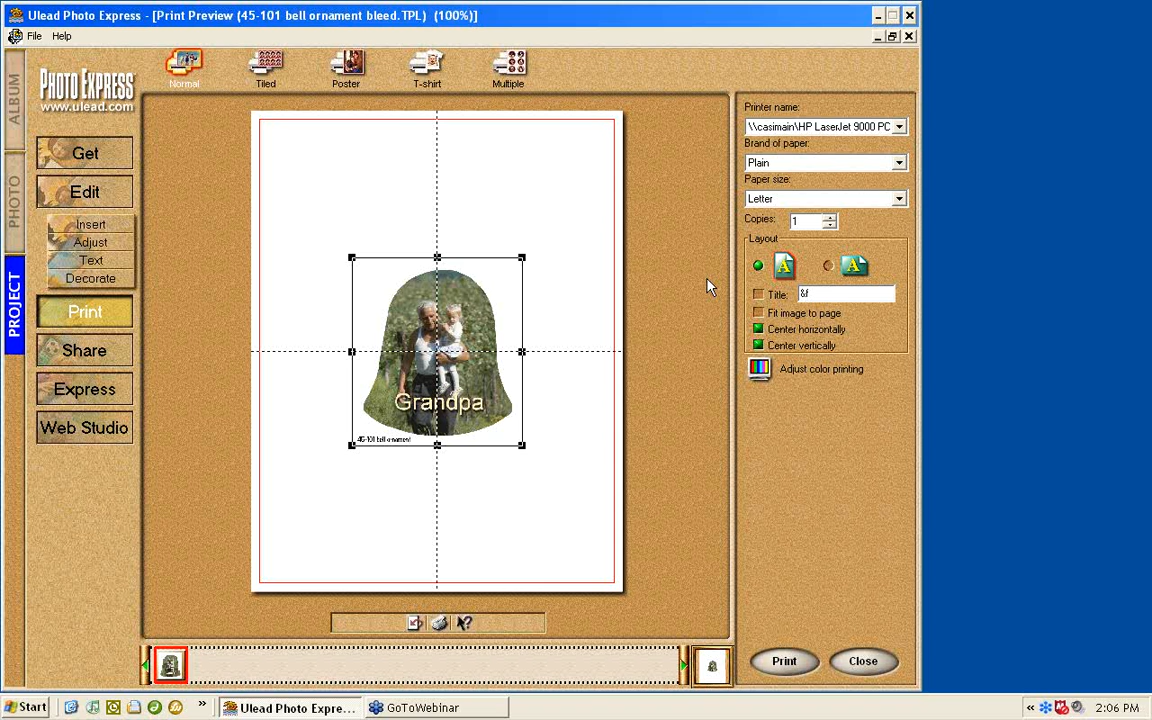 Ulead Photo Express - [Print Preview (45-101 bell ornament bleed.TPL) (100%)]
File Help
Normal Tiled Poster T-shirt Multiple
ALBUM
PHOTO
PROJECT
PHOTO EXPRESS
www.ulead.com
Get
Edit
Insert
Adjust
Text
Decorate
Print
Share
Express
Web Studio
Grandpa
45-101 bell ornament
Printer name:
\\casimain\HP LaserJet 9000 PC
Brand of paper:
Plain
Paper size:
Letter
Copies: 1
Layout
A A
Title: &f
Fit image to page
Center horizontally
Center vertically
Adjust color printing
Print Close
Start » Ulead Photo Expre... GoToWebinar « 2:06 PM